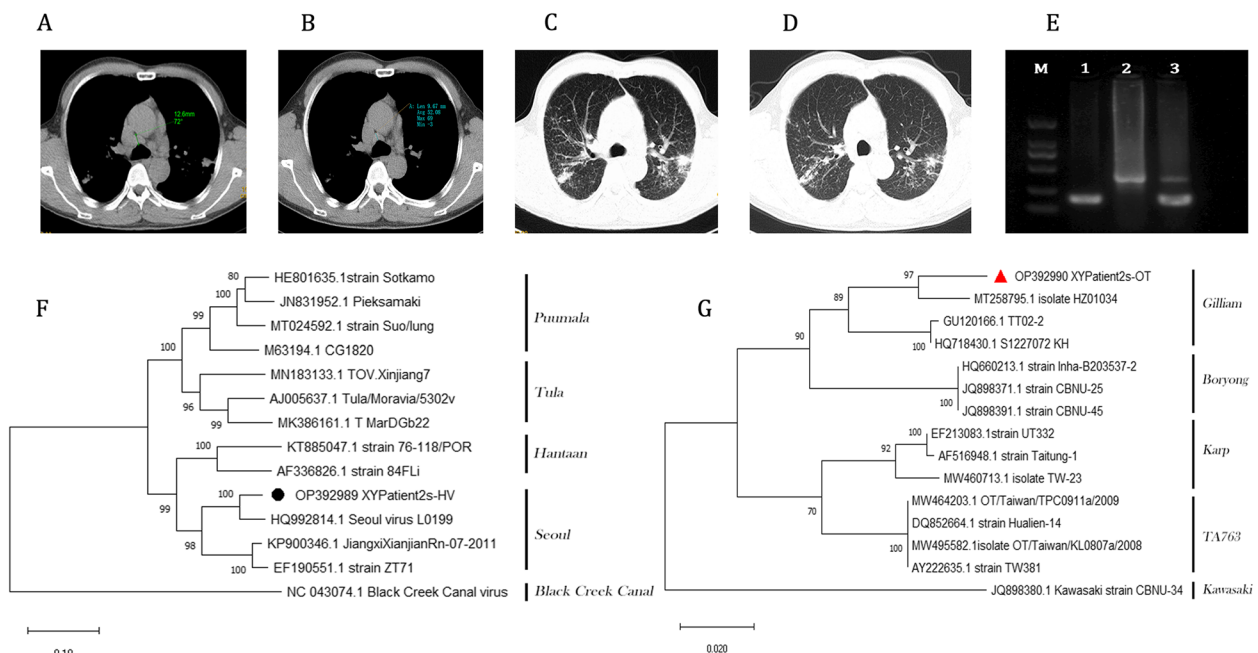 A
B
C
D
E
12.6mm
72°
M 1 2 3
F
80
HE801635.1strain Sotkamo
100
JN831952.1 Pieksamaki
99
MT024592.1 strain Suo/lung
M63194.1 CG1820
Puumala
100
MN183133.1 TOV.Xinjiang7
AJ005637.1 Tula/Moravia/5302v
96
99
MK386161.1 T MarDGb22
Tula
100
KT885047.1 strain 76-118/POR
AF336826.1 strain 84FLi
Hantaan
99
100
OP392989 XYPatient2s-HV
HQ992814.1 Seoul virus L0199
98
KP900346.1 JiangxiXianjianRn-07-2011
100
EF190551.1 strain ZT71
Seoul
NC 043074.1 Black Creek Canal virus
Black Creek Canal
0.10
G
97
OP392990 XYPatient2s-OT
89
MT258795.1 isolate HZ01034
GU120166.1 TT02-2
100
HQ718430.1 S1227072 KH
Gilliam
90
HQ660213.1 strain Inha-B203537-2
JQ898371.1 strain CBNU-25
100
JQ898391.1 strain CBNU-45
Boryong
100
EF213083.1strain UT332
92
AF516948.1 strain Taitung-1
MW460713.1 isolate TW-23
Karp
70
MW464203.1 OT/Taiwan/TPC0911a/2009
DQ852664.1 strain Hualien-14
100
MW495582.1isolate OT/Taiwan/KL0807a/2008
AY222635.1 strain TW381
TA763
JQ898380.1 Kawasaki strain CBNU-34
Kawasaki
0.020